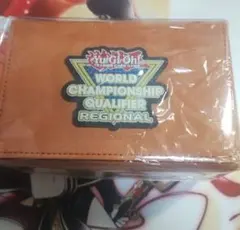 Yu-Gi-Oh!
WORLD
CHAMPIONSHIP
QUALIFIER
REGIONAL